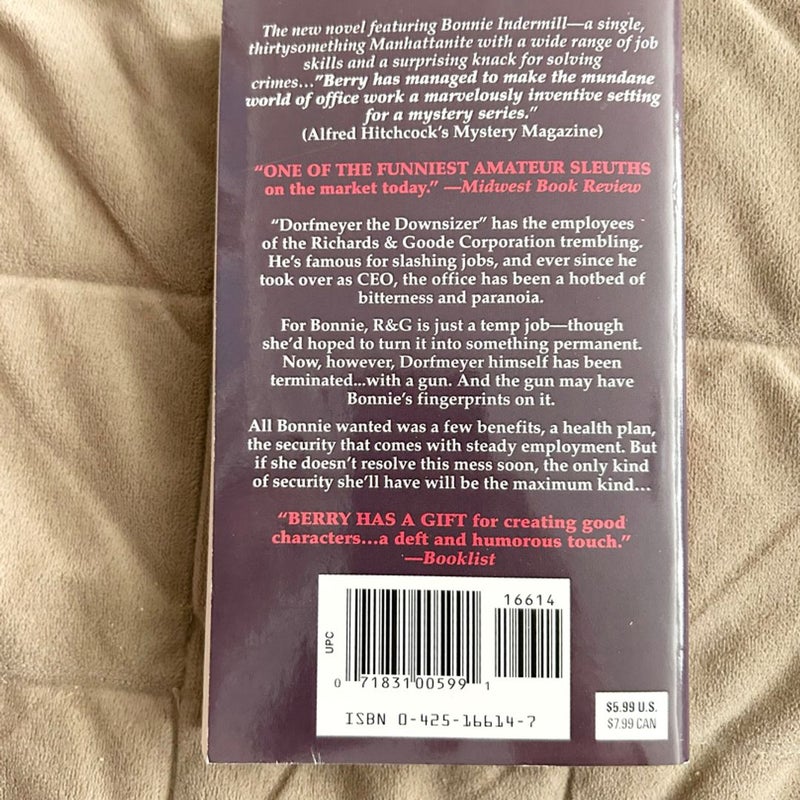 The new novel featuring Bonnie Indermill—a single,
thirtysomething Manhattanite with a wide range of job
skills and a surprising knack for solving
crimes..."Berry has managed to make the mundane
world of office work a marvelously inventive setting
for a mystery series."
(Alfred Hitchcock's Mystery Magazine)
"ONE OF THE FUNNIEST AMATEUR SLEUTHS
on the market today." —Midwest Book Review
"Dorfmeyer the Downsizer" has the employees
of the Richards & Goode Corporation trembling.
He's famous for slashing jobs, and ever since he
took over as CEO, the office has been a hotbed of
bitterness and paranoia.
For Bonnie, R&G is just a temp job—though
she'd hoped to turn it into something permanent.
Now, however, Dorfmeyer himself has been
terminated...with a gun. And the gun may have
Bonnie's fingerprints on it.
All Bonnie wanted was a few benefits, a health plan,
the security that comes with steady employment. But
if she doesn't resolve this mess soon, the only kind
of security she'll have will be the maximum kind...
"BERRY HAS A GIFT for creating good
characters...a deft and humorous touch."
—Booklist
16614
UPC
0 71831 00599 1
ISBN 0-425-16614-7
$5.99 U.S.
$7.99 CAN